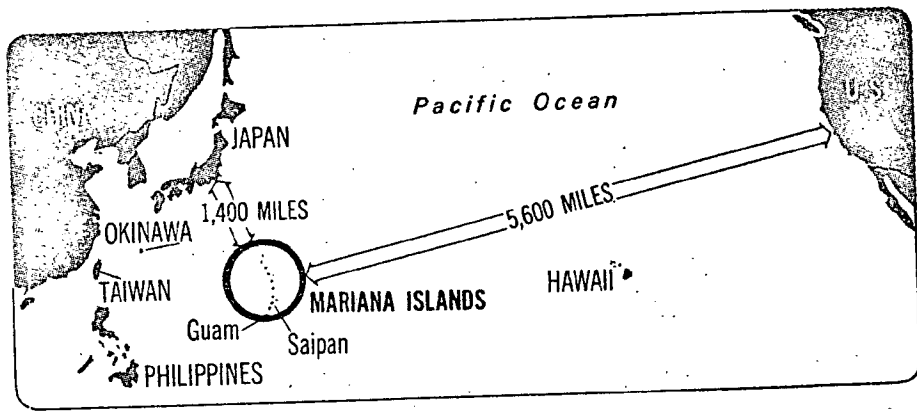 CHINA
JAPAN
Pacific Ocean
U.S.
1,400 MILES
5,600 MILES
OKINAWA
TAIWAN
HAWAII
MARIANA ISLANDS
Guam
Saipan
PHILIPPINES